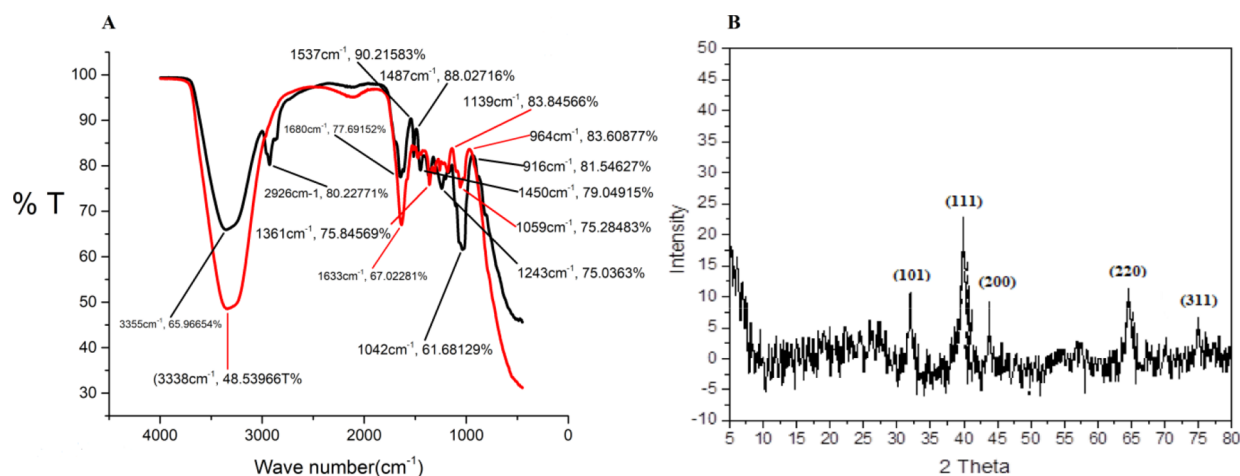 A
1537cm⁻¹, 90.21583%
1487cm⁻¹, 88.02716%
1139cm⁻¹, 83.84566%
964cm⁻¹, 83.60877%
916cm⁻¹, 81.54627%
1450cm⁻¹, 79.04915%
1059cm⁻¹, 75.28483%
1243cm⁻¹, 75.0363%
1042cm⁻¹, 61.68129%
1680cm⁻¹, 77.69152%
2926cm-1, 80.22771%
1361cm⁻¹, 75.84569%
1633cm⁻¹, 67.02281%
3355cm⁻¹, 65.96654%
(3338cm⁻¹, 48.53966T%
% T
100
90
80
70
60
50
40
30
4000
3000
2000
1000
0
Wave number(cm⁻¹)
B
50
45
40
35
30
25
20
15
10
5
0
-5
-10
Intensity
(101)
(111)
(200)
(220)
(311)
5
10
15
20
25
30
35
40
45
50
55
60
65
70
75
80
2 Theta